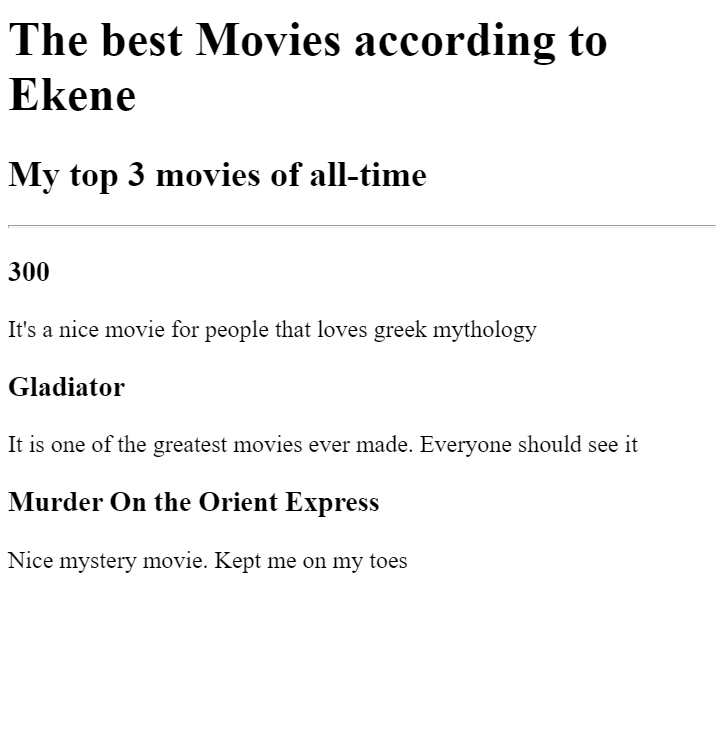 The best Movies according to
Ekene
My top 3 movies of all-time
300
It's a nice movie for people that loves greek mythology
Gladiator
It is one of the greatest movies ever made. Everyone should see it
Murder On the Orient Express
Nice mystery movie. Kept me on my toes